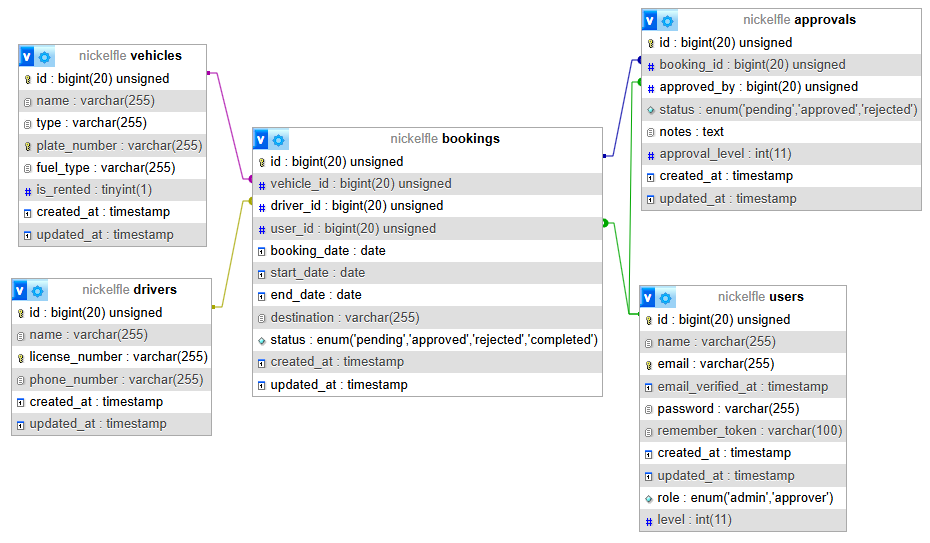 nickelfle vehicles
id : bigint(20) unsigned
name : varchar(255)
type : varchar(255)
plate_number : varchar(255)
fuel_type : varchar(255)
is_rented : tinyint(1)
created_at : timestamp
updated_at : timestamp
nickelfle drivers
id : bigint(20) unsigned
name : varchar(255)
license_number : varchar(255)
phone_number : varchar(255)
created_at : timestamp
updated_at : timestamp
nickelfle bookings
id : bigint(20) unsigned
vehicle_id : bigint(20) unsigned
driver_id : bigint(20) unsigned
user_id : bigint(20) unsigned
booking_date : date
start_date : date
end_date : date
destination : varchar(255)
status : enum('pending','approved','rejected','completed')
created_at : timestamp
updated_at : timestamp
nickelfle approvals
id : bigint(20) unsigned
booking_id : bigint(20) unsigned
approved_by : bigint(20) unsigned
status : enum('pending','approved','rejected')
notes : text
approval_level : int(11)
created_at : timestamp
updated_at : timestamp
nickelfle users
id : bigint(20) unsigned
name : varchar(255)
email : varchar(255)
email_verified_at : timestamp
password : varchar(255)
remember_token : varchar(100)
created_at : timestamp
updated_at : timestamp
role : enum('admin','approver')
level : int(11)